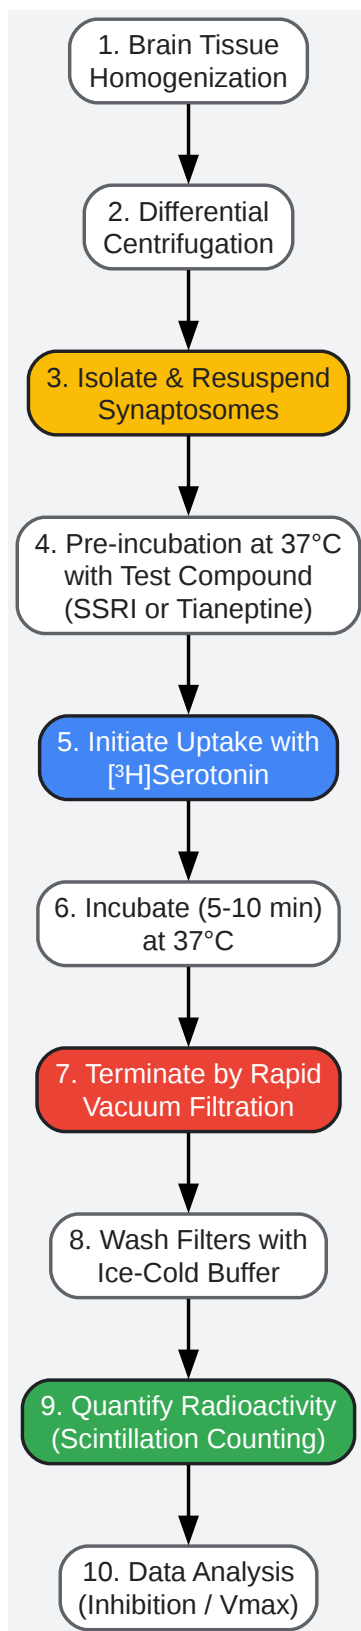 1. Brain Tissue
Homogenization
2. Differential
Centrifugation
3. Isolate & Resuspend
Synaptosomes
4. Pre-incubation at 37°C
with Test Compound
(SSRI or Tianeptine)
5. Initiate Uptake with
[³H]Serotonin
6. Incubate (5-10 min)
at 37°C
7. Terminate by Rapid
Vacuum Filtration
8. Wash Filters with
Ice-Cold Buffer
9. Quantify Radioactivity
(Scintillation Counting)
10. Data Analysis
(Inhibition / Vmax)